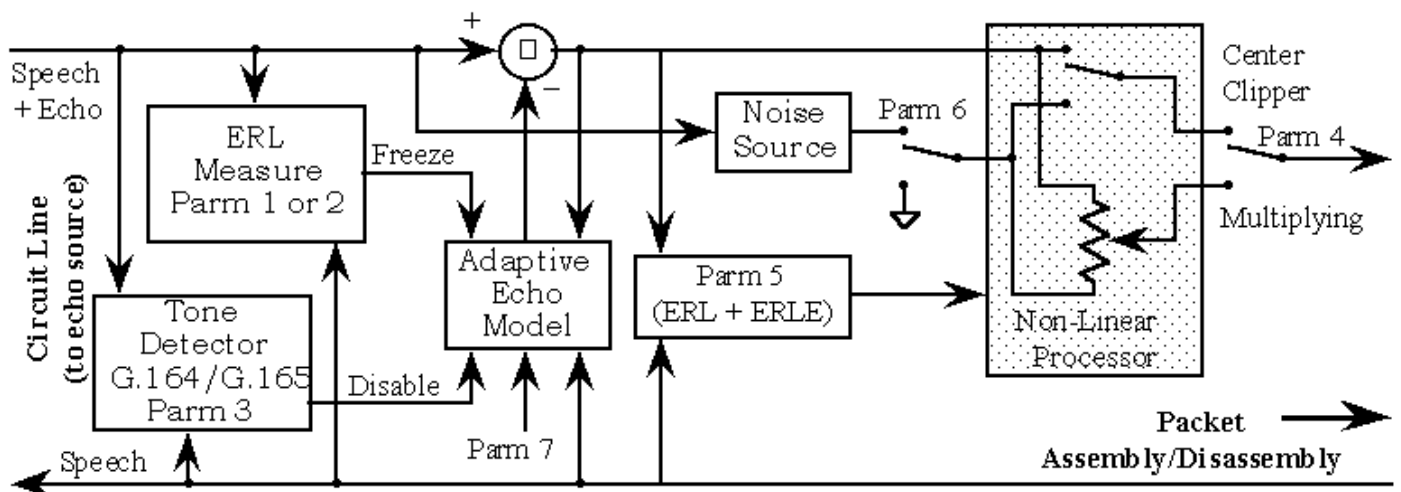 +
Speech
+ Echo
−
ERL
Measure
Parm 1 or 2
Freeze
Noise
Source
Parm 6
Center
Clipper
Parm 4
Multiplying
Circuit Line
(to echo source)
Tone
Detector
G.164/G.165
Parm 3
Disable
Adaptive
Echo
Model
Parm 5
(ERL + ERLE)
Non-Linear
Processor
Parm 7
Speech
Packet
Assembly/Disassembly